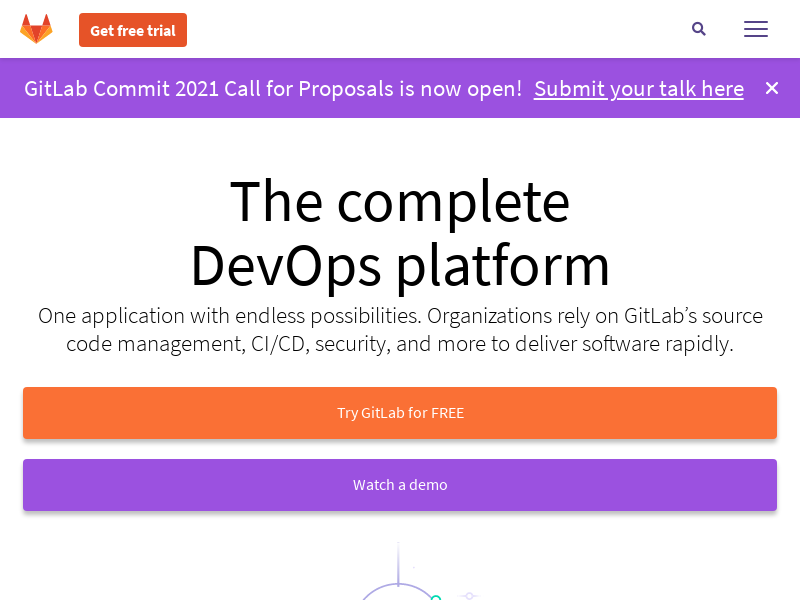 Get free trial
GitLab Commit 2021 Call for Proposals is now open! Submit your talk here
The complete
DevOps platform
One application with endless possibilities. Organizations rely on GitLab’s source
code management, CI/CD, security, and more to deliver software rapidly.
Try GitLab for FREE
Watch a demo